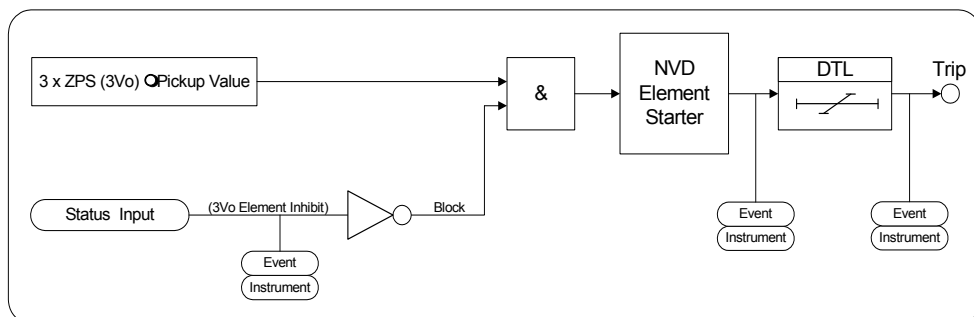 3 x ZPS (3Vo) Pickup Value
&
NVD
Element
Starter
DTL
Trip
Status Input
(3Vo Element Inhibit)
Block
Event
Instrument
Event
Instrument
Event
Instrument